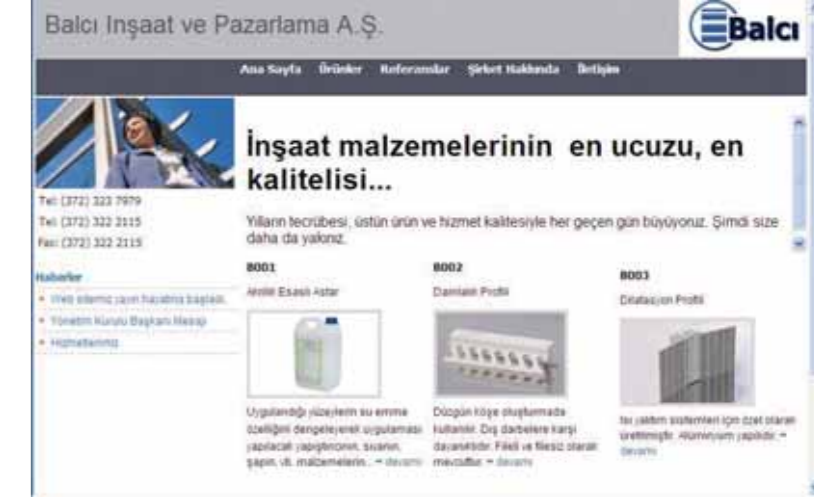 Balcı İnşaat ve Pazarlama A.Ş.
Balcı
Ana Sayfa Ürünler Referanslar Şirket Hakkında İletişim
Tel: (372) 323 7979
Tel: (372) 322 2115
Fax: (372) 322 2115
Haberler
Web sitemiz yayın hayatına başladı.
Yönetim Kurulu Başkanı Mesajı
Hizmetlerimiz
İnşaat malzemelerinin en ucuzu, en
kalitelisi...
Yılların tecrübesi, üstün ürün ve hizmet kalitesiyle her geçen gün büyüyoruz. Şimdi size
daha da yakınız.
B001
Akrilik Esaslı Astar
Uygulandığı yüzeylerin su emme
özelliğini dengeleyerek uygulaması
yapılacak yapıştırıcının, sıvanın,
şapın, vb. malzemelerin... devamı
B002
Damlalık Profili
Düzgün köşe oluşturmada
kullanılır. Dış darbelere karşı
dayanıklıdır. Fileli ve filesiz olarak
mevcuttur. devamı
B003
Dilatasyon Profili
Isı yalıtım sistemleri için özel olarak
üretilmiştir. Alüminyum yapılıdır.
devamı